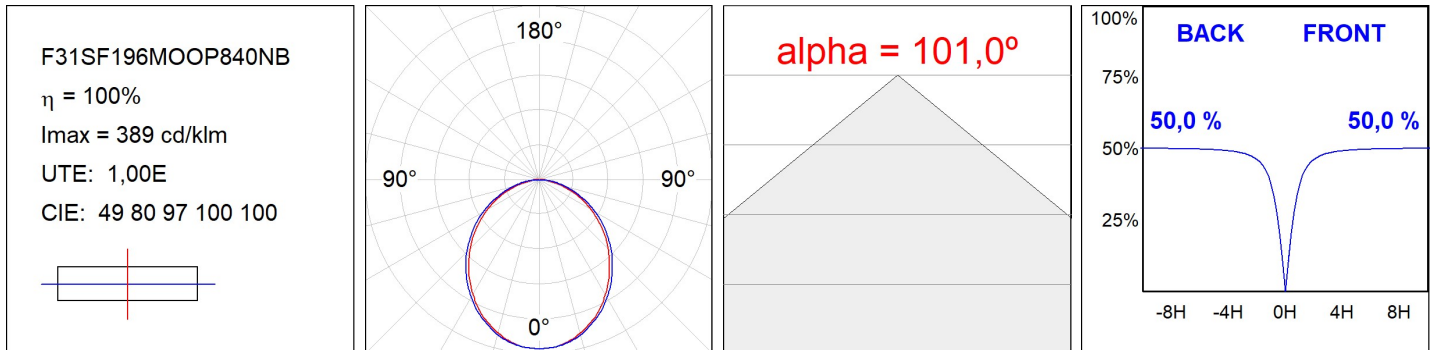 F31SF196MOOP840NB
η = 100%
Imax = 389 cd/klm
UTE: 1,00E
CIE: 49 80 97 100 100
180°
90° 90°
0°
alpha = 101,0º
100%
BACK FRONT
75%
50,0 % 50,0 %
50%
25%
-8H -4H 0H 4H 8H